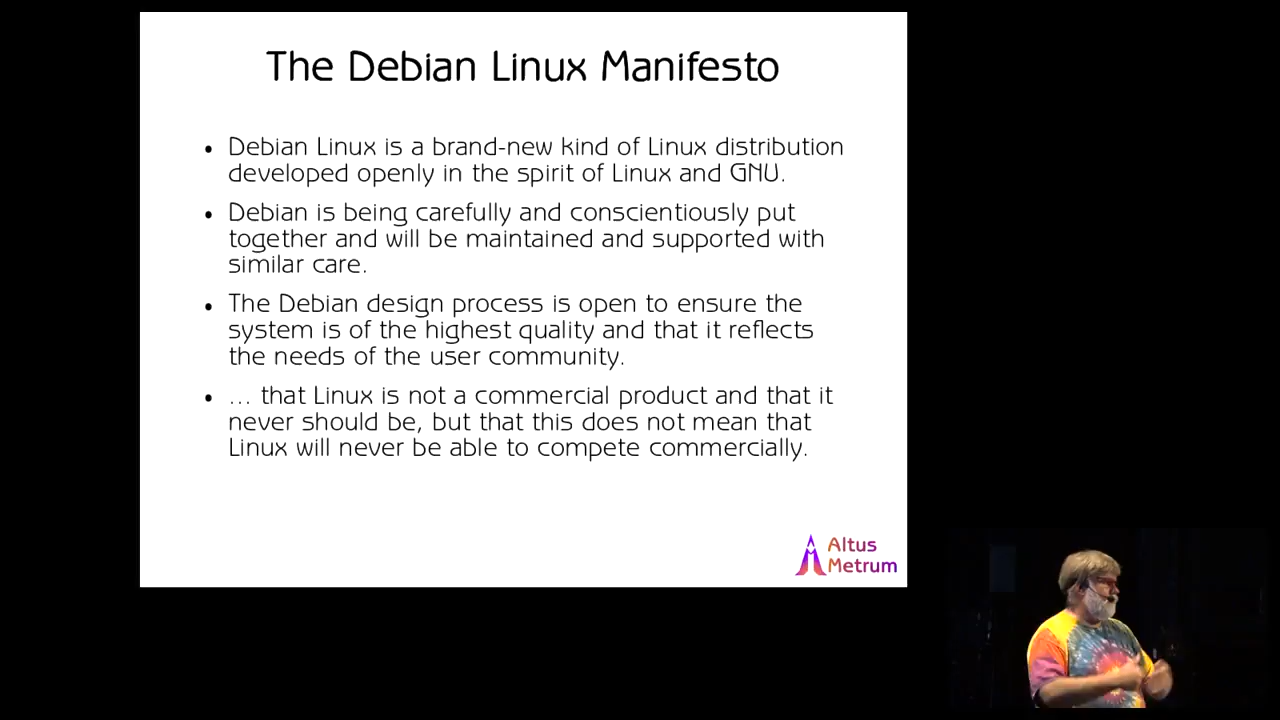 The Debian Linux Manifesto
• Debian Linux is a brand-new kind of Linux distribution
developed openly in the spirit of Linux and GNU.
• Debian is being carefully and conscientiously put
together and will be maintained and supported with
similar care.
• The Debian design process is open to ensure the
system is of the highest quality and that it reflects
the needs of the user community.
• ... that Linux is not a commercial product and that it
never should be, but that this does not mean that
Linux will never be able to compete commercially.
Altus
Metrum